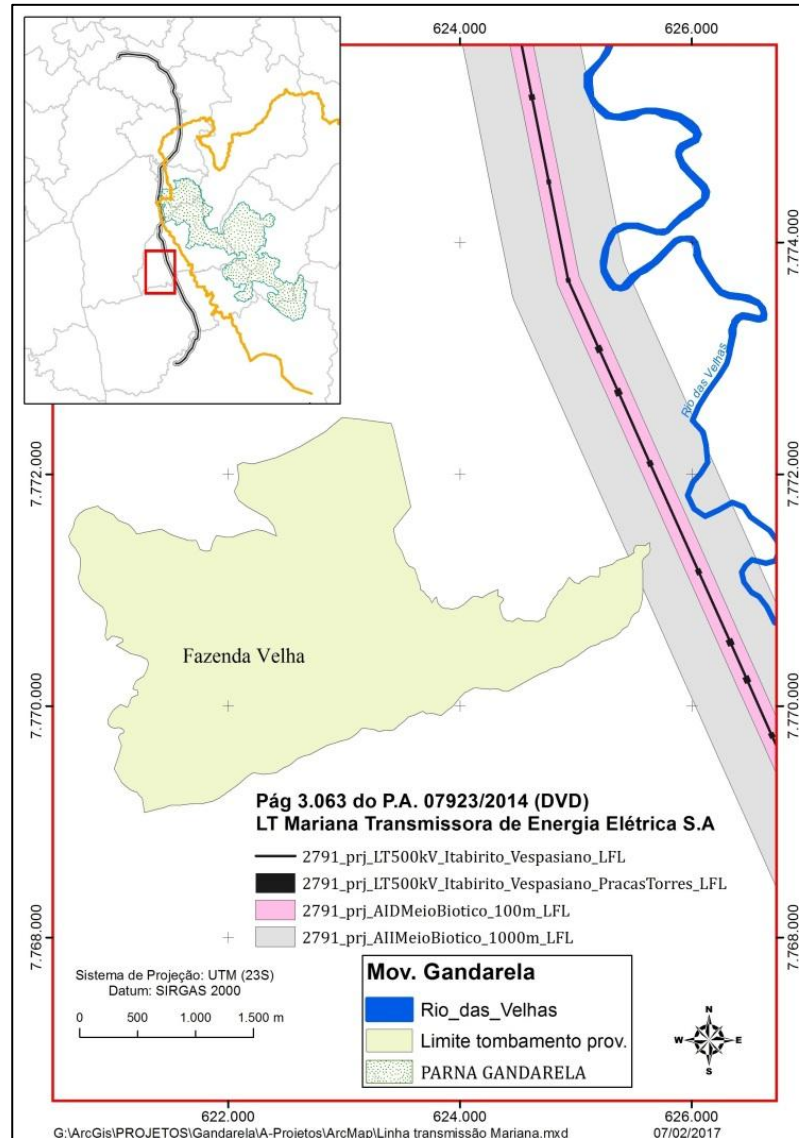 624.000
626.000
7.774.000
7.774.000
Rio das Velhas
7.772.000
7.772.000
Fazenda Velha
7.770.000
7.770.000
Pág 3.063 do P.A. 07923/2014 (DVD)
LT Mariana Transmissora de Energia Elétrica S.A
2791_prj_LT500kV_Itabirito_Vespasiano_LFL
2791_prj_LT500kV_Itabirito_Vespasiano_PracasTorres_LFL
2791_prj_AIDMeioBiotico_100m_LFL
2791_prj_AIIMeioBiotico_1000m_LFL
7.768.000
7.768.000
Sistema de Projeção: UTM (23S)
Datum: SIRGAS 2000
0 500 1.000 1.500 m
Mov. Gandarela
Rio_das_Velhas
Limite tombamento prov.
PARNA GANDARELA
N
W E
S
622.000
624.000
626.000
G:\ArcGis\PROJETOS\Gandarela\A-Projetos\ArcMap\Linha transmissão Mariana.mxd
07/02/2017